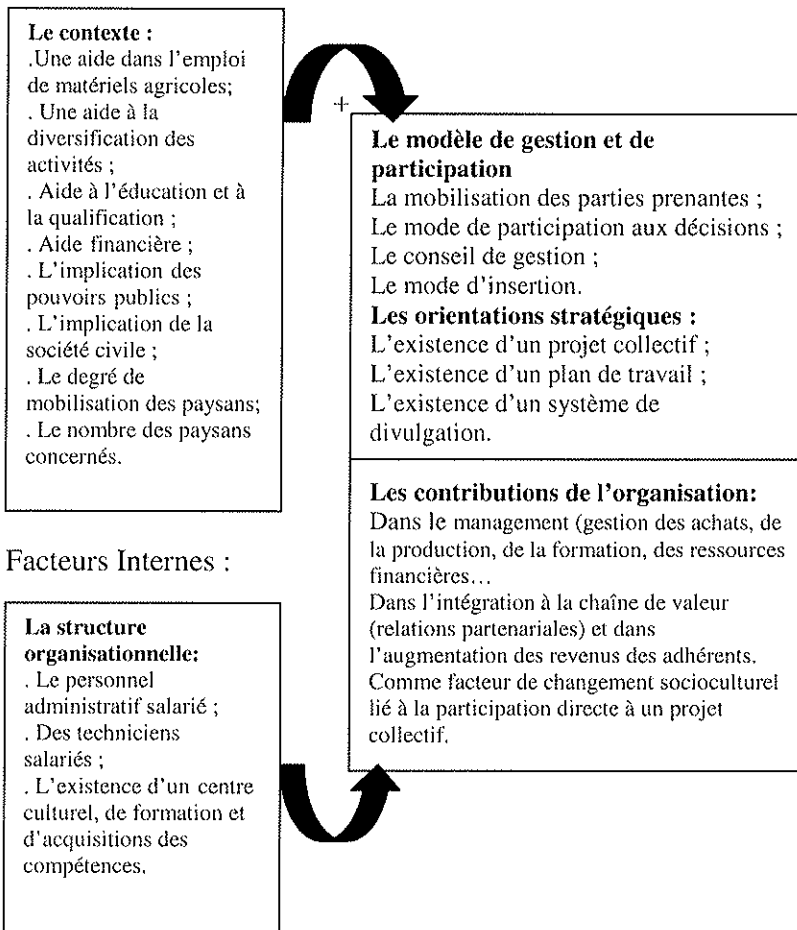 Le contexte :
.Une aide dans l'emploi
de matériels agricoles;
. Une aide à la
diversification des
activités ;
. Aide à l'éducation et à
la qualification ;
. Aide financière ;
. L'implication des
pouvoirs publics ;
. L'implication de la
société civile ;
. Le degré de
mobilisation des paysans;
. Le nombre des paysans
concernés.
Facteurs Internes :
La structure
organisationnelle:
. Le personnel
administratif salarié ;
. Des techniciens
salariés ;
. L'existence d'un centre
culturel, de formation et
d'acquisitions des
compétences.
+
Le modèle de gestion et de
participation
La mobilisation des parties prenantes ;
Le mode de participation aux décisions ;
Le conseil de gestion ;
Le mode d'insertion.
Les orientations stratégiques :
L'existence d'un projet collectif ;
L'existence d'un plan de travail ;
L'existence d'un système de
divulgation.
Les contributions de l'organisation:
Dans le management (gestion des achats, de
la production, de la formation, des ressources
financières…
Dans l'intégration à la chaîne de valeur
(relations partenariales) et dans
l'augmentation des revenus des adhérents.
Comme facteur de changement socioculturel
lié à la participation directe à un projet
collectif.